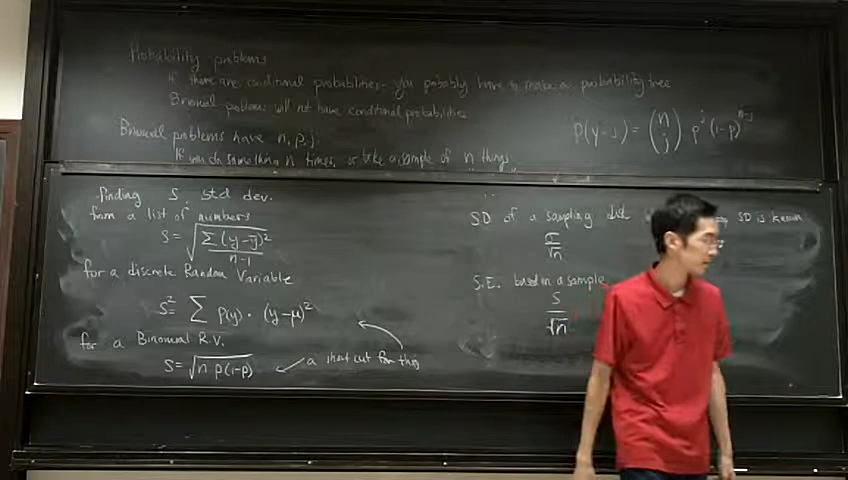 Probability problems
If there are conditional probabilities - you probably have to make a probability tree
Binomial problems will not have conditional probabilities
Binomial problems have n, p, j.
If you do something n times, or take a sample of n things
P(y=j) = (n j) p^j (1-p)^n-j
finding S, std dev.
from a list of numbers
S = √(Σ(y-ȳ)²/n-1)
for a discrete Random Variable
S² = Σ p(y) · (y-μ)²
for a Binomial R.V.
S = √n p(1-p)
a short cut for this
SD of a sampling dist
SD is known
σ/√n
S.E. based on a sample
S/√n